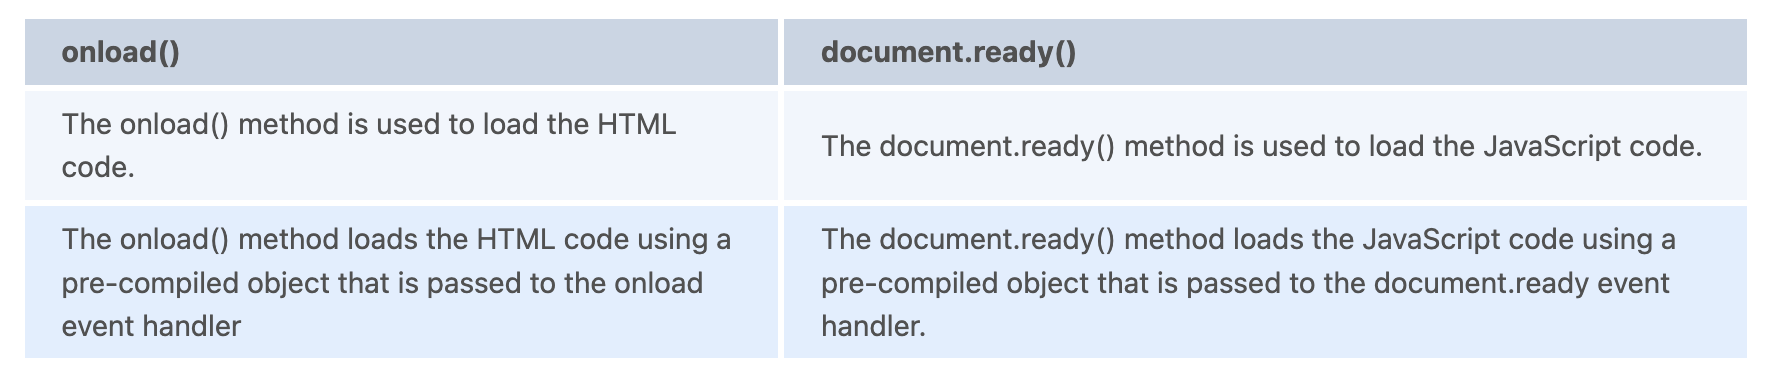 onload()
document.ready()
The onload() method is used to load the HTML
code.
The document.ready() method is used to load the JavaScript code.
The onload() method loads the HTML code using a
pre-compiled object that is passed to the onload
event handler
The document.ready() method loads the JavaScript code using a
pre-compiled object that is passed to the document.ready event
handler.